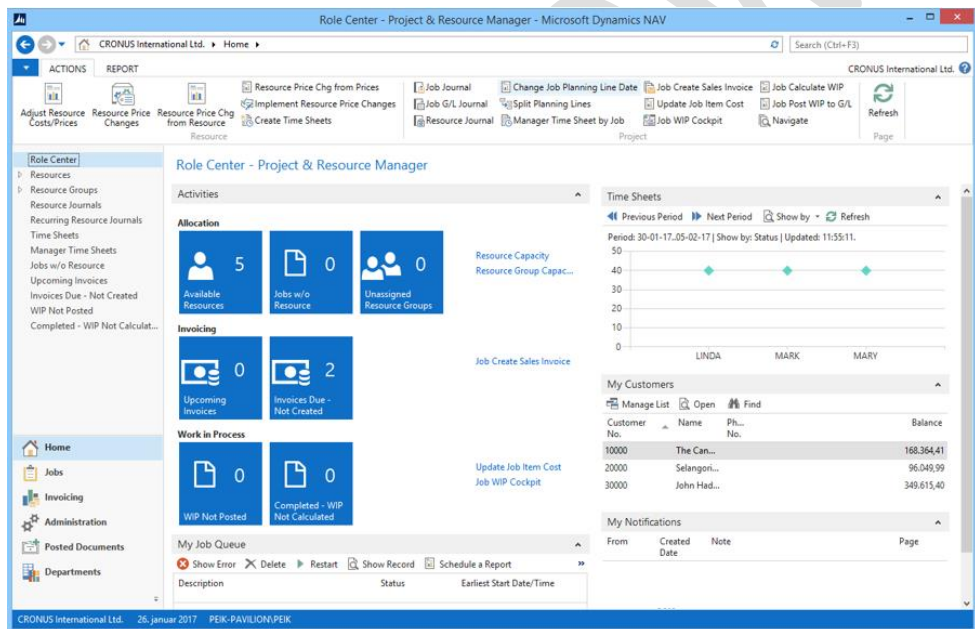 Role Center - Project & Resource Manager - Microsoft Dynamics NAV
CRONUS International Ltd. Home
Search (Ctrl+F3)
ACTIONS REPORT
CRONUS International Ltd.
Adjust Resource Costs/Prices
Resource Price Changes
Resource Price Chg from Resource
Resource Price Chg from Prices
Implement Resource Price Changes
Create Time Sheets
Resource
Job Journal
Job G/L Journal
Resource Journal
Change Job Planning Line Date
Split Planning Lines
Manager Time Sheet by Job
Job Create Sales Invoice
Update Job Item Cost
Job WIP Cockpit
Job Calculate WIP
Job Post WIP to G/L
Navigate
Project
Refresh
Page
Role Center
Resources
Resource Groups
Resource Journals
Recurring Resource Journals
Time Sheets
Manager Time Sheets
Jobs w/o Resource
Upcoming Invoices
Invoices Due - Not Created
WIP Not Posted
Completed - WIP Not Calculat...
Home
Jobs
Invoicing
Administration
Posted Documents
Departments
Role Center - Project & Resource Manager
Activities
Allocation
5
Available
Resources
0
Jobs w/o
Resource
0
Unassigned
Resource Groups
Resource Capacity
Resource Group Capac...
Invoicing
0
Upcoming
Invoices
2
Invoices Due -
Not Created
Job Create Sales Invoice
Work in Process
0
WIP Not Posted
0
Completed - WIP
Not Calculated
Update Job Item Cost
Job WIP Cockpit
My Job Queue
Show Error Delete Restart Show Record Schedule a Report
Description Status Earliest Start Date/Time
Time Sheets
Previous Period Next Period Show by Refresh
Period: 30-01-17..05-02-17 | Show by: Status | Updated: 11:55:11.
50
40
30
20
10
0
LINDA MARK MARY
My Customers
Manage List Open Find
Customer No. Name Ph... No. Balance
10000 The Can... 168.364,41
20000 Selangori... 96.049,99
30000 John Had... 349.615,40
My Notifications
From Created Date Note Page
CRONUS International Ltd. 26. januar 2017 PEIK-PAVILION\PEIK